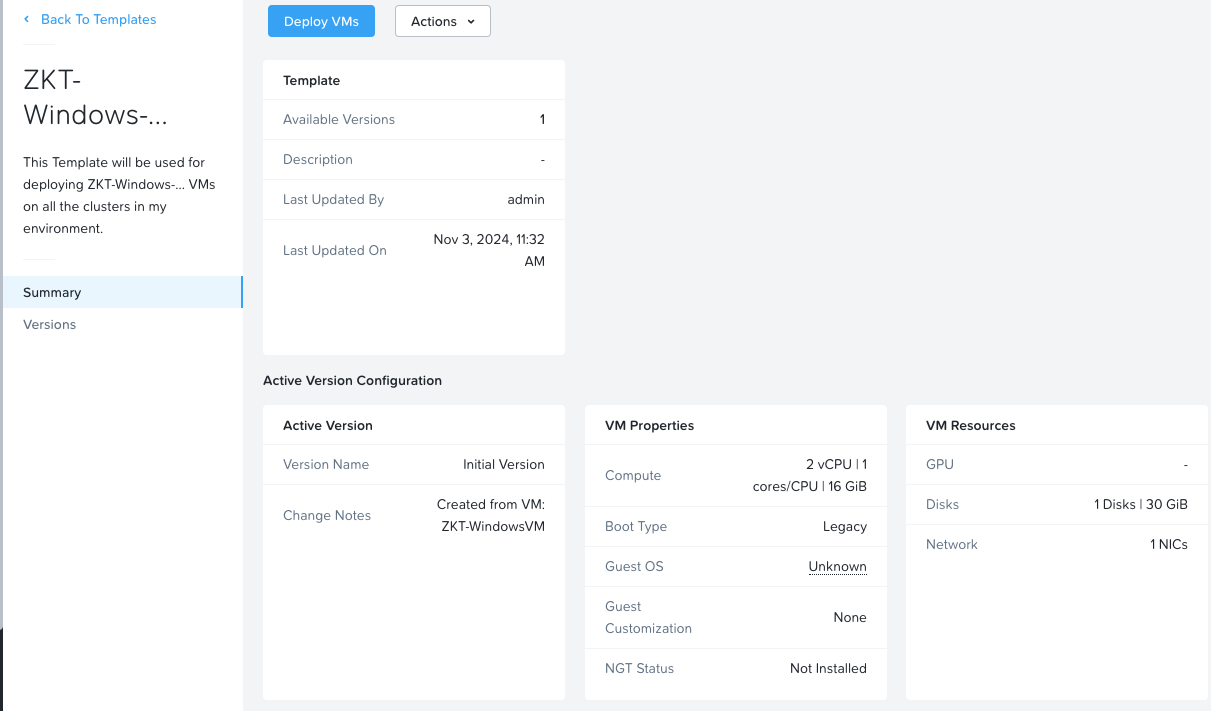 Back To Templates
ZKT-
Windows-...
This Template will be used for
deploying ZKT-Windows-... VMs
on all the clusters in my
environment.
Summary
Versions
Deploy VMs
Actions
Template
Available Versions 1
Description -
Last Updated By admin
Last Updated On Nov 3, 2024, 11:32
AM
Active Version Configuration
Active Version
Version Name Initial Version
Change Notes Created from VM:
ZKT-WindowsVM
VM Properties
Compute 2 vCPU | 1
cores/CPU | 16 GiB
Boot Type Legacy
Guest OS Unknown
Guest
Customization None
NGT Status Not Installed
VM Resources
GPU -
Disks 1 Disks | 30 GiB
Network 1 NICs